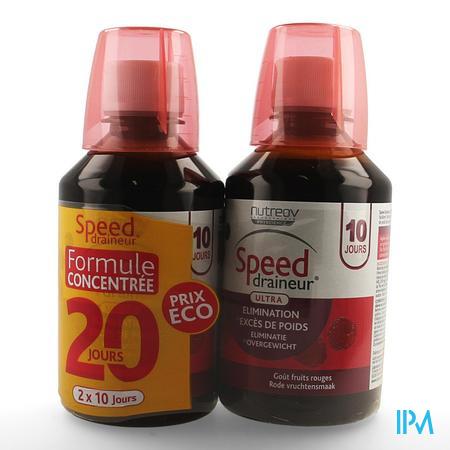 Speed
draineur
Formule
CONCENTRÉE
20
JOURS
PRIX
ECO
2 x 10 Jours
10
nutreov
10
JOURS
Speed
draineur®
ULTRA
ELIMINATION
EXCÈS DE POIDS
ELIMINATIE
OVERGEWICHT
Goût fruits rouges
Rode vruchtensmaak
IPM